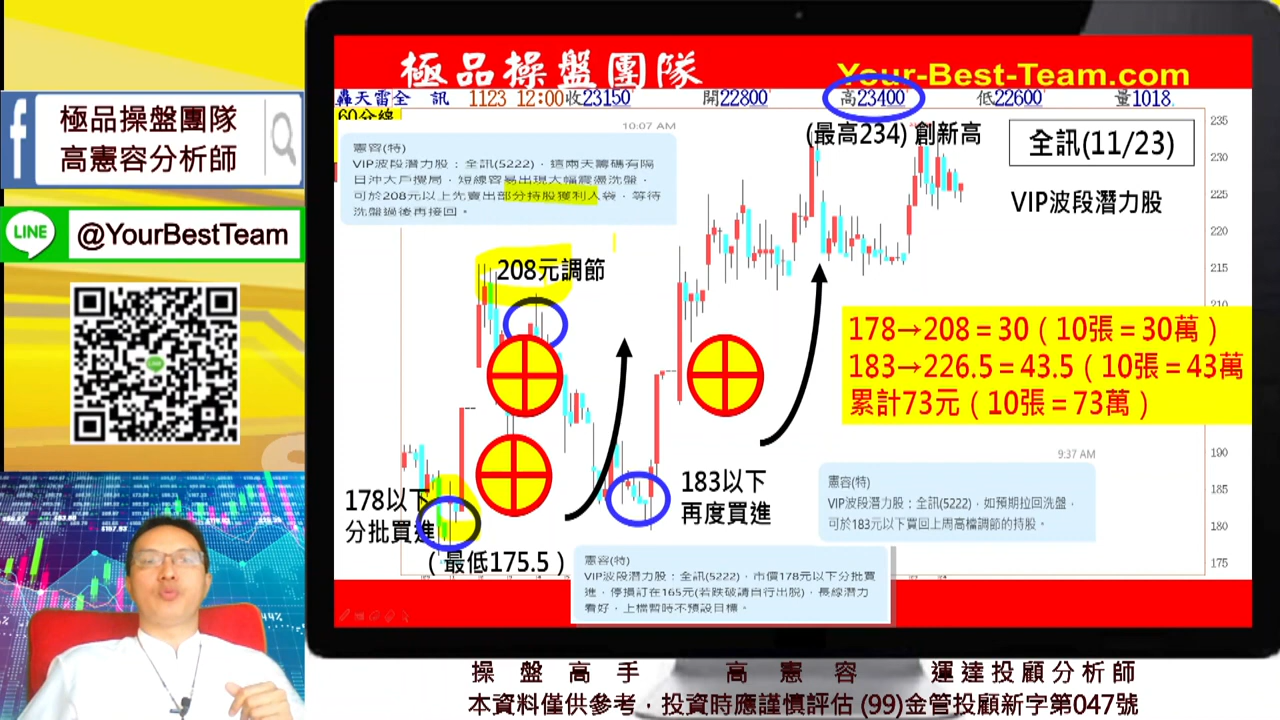 極品操盤團隊
高憲容分析師
LINE
@YourBestTeam
極品操盤團隊
Your-Best-Team.com
轟天雷全 訊 1123 12:00收23150 開22800 高23400 低22600 量1018
60分線
10:07 AM
憲容(特)
VIP波段潛力股：全訊(5222)，這兩天籌碼有隔
日沖大戶攪局，短線容易出現大幅震盪洗盤，
可於208元以上先賣出部分持股獲利入袋，等待
洗盤過後再接回。
(最高234) 創新高
全訊(11/23)
VIP波段潛力股
208元調節
178→208＝30（10張＝30萬）
183→226.5＝43.5（10張＝43萬
累計73元（10張＝73萬）
178以下
分批買進
（最低175.5）
183以下
再度買進
9:37 AM
憲容(特)
VIP波段潛力股：全訊(5222)，如預期拉回洗盤，
可於183元以下買回上周高檔調節的持股。
憲容(特)
VIP波段潛力股：全訊(5222)，市價178元以下分批買
進，停損訂在165元(若跌破請自行出脫)，長線潛力
看好，上檔暫時不預設目標。
235
230
225
220
215
210
190
185
180
175
操盤高手 高憲容 運達投顧分析師
本資料僅供參考，投資時應謹慎評估 (99)金管投顧新字第047號